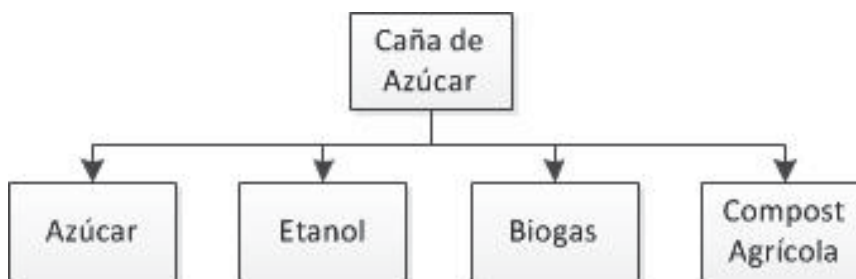 Caña de
Azúcar
Azúcar
Etanol
Biogas
Compost
Agrícola